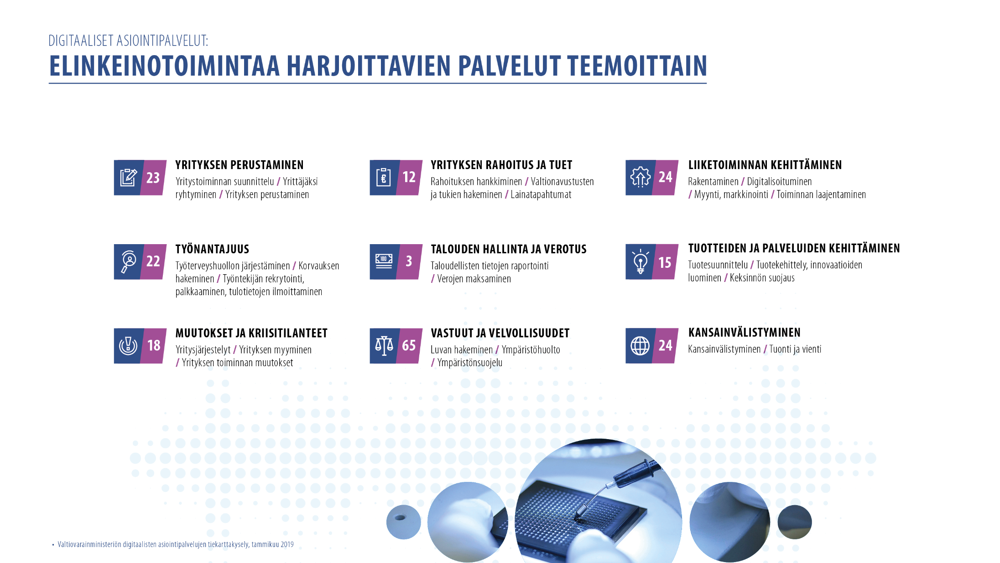 DIGITAALISET ASIOINTIPALVELUT:
ELINKEINOTOIMINTAA HARJOITTAVIEN PALVELUT TEEMOITTAIN
23
YRITYKSEN PERUSTAMINEN
Yritystoiminnan suunnittelu / Yrittäjäksi
ryhtyminen / Yrityksen perustaminen
€
12
YRITYKSEN RAHOITUS JA TUET
Rahoituksen hankkiminen / Valtionavustusten
ja tukien hakeminen / Lainatapahtumat
24
LIIKETOIMINNAN KEHITTÄMINEN
Rakentaminen / Digitalisoituminen
/ Myynti, markkinointi / Toiminnan laajentaminen
22
TYÖNANTAJUUS
Työterveyshuollon järjestäminen / Korvauksen
hakeminen / Työntekijän rekrytointi,
palkkaaminen, tulotietojen ilmoittaminen
100
3
TALOUDEN HALLINTA JA VEROTUS
Taloudellisten tietojen raportointi
/ Verojen maksaminen
15
TUOTTEIDEN JA PALVELUIDEN KEHITTÄMINEN
Tuotesuunnittelu / Tuotekehittely, innovaatioiden
luominen / Keksinnön suojaus
18
MUUTOKSET JA KRIISITILANTEET
Yritysjärjestelyt / Yrityksen myyminen
/ Yrityksen toiminnan muutokset
65
VASTUUT JA VELVOLLISUUDET
Luvan hakeminen / Ympäristöhuolto
/ Ympäristönsuojelu
24
KANSAINVÄLISTYMINEN
Kansainvälistyminen / Tuonti ja vienti
• Valtiovarainministeriön digitaalisten asiointipalvelujen tiekarttakysely, tammikuu 2019